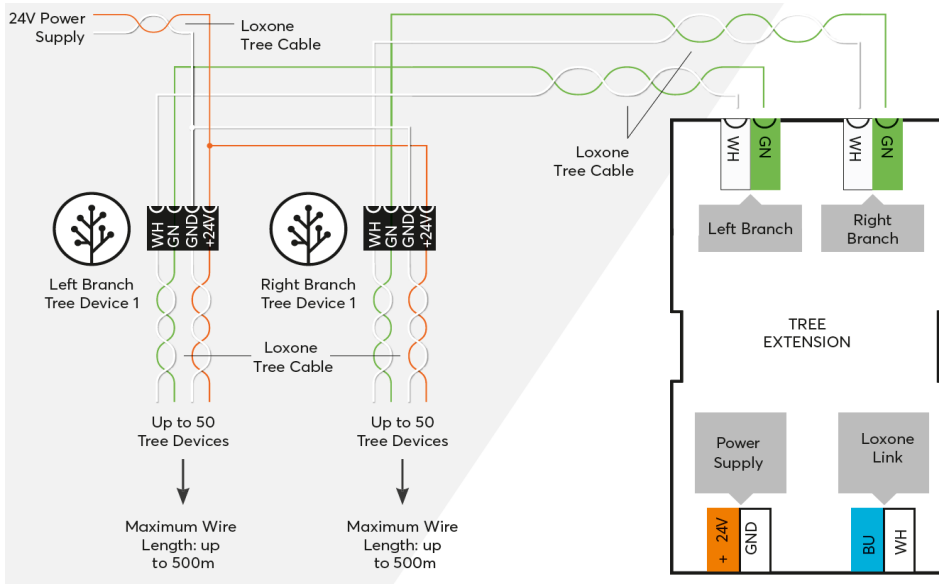 24V Power
Supply
Loxone
Tree Cable
Loxone
Tree Cable
WH
GN
WH
GN
Left Branch
Right
Branch
WH
GN
GND
+24V
WH
GN
GND
+24V
Left Branch
Tree Device 1
Right Branch
Tree Device 1
TREE
EXTENSION
Loxone
Tree Cable
Up to 50
Tree Devices
Up to 50
Tree Devices
Maximum Wire
Length: up
to 500m
Maximum Wire
Length: up
to 500m
Power
Supply
Loxone
Link
+ 24V
GND
BU
WH